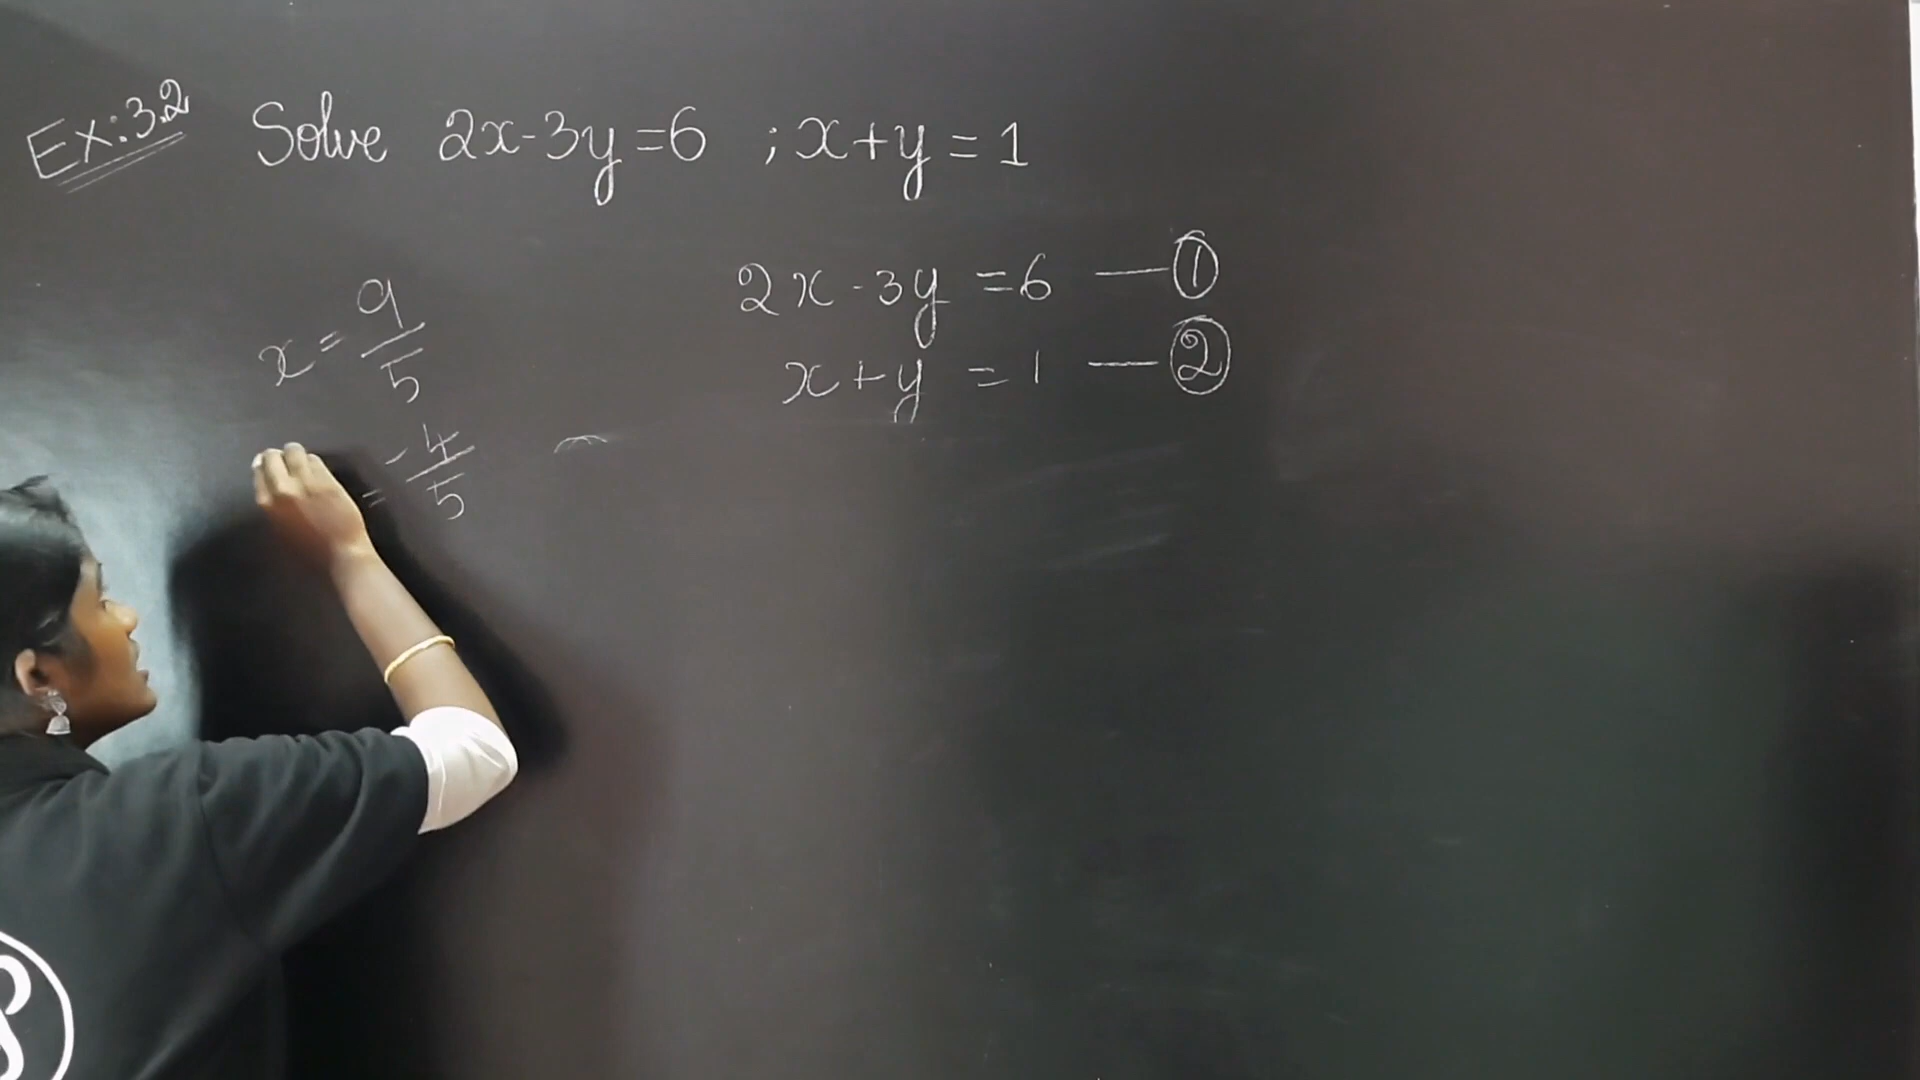 Ex:3.2 Solve 2x-3y=6 ; x+y=1
2x-3y=6 —①
x+y=1 —②
x=9/5
=-4/5